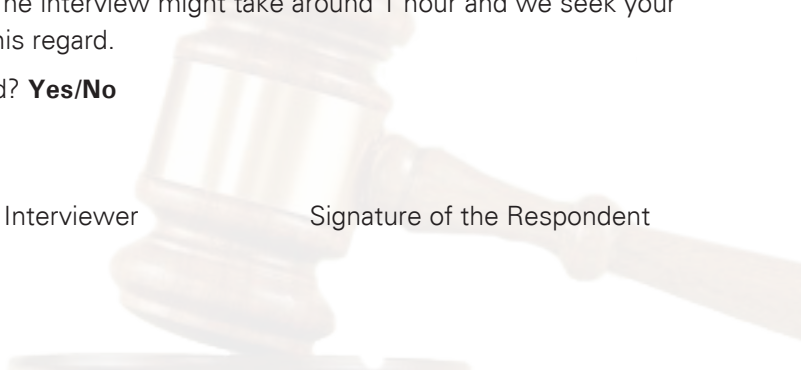 The interview might take around 1 hour and we seek your
his regard.
d? Yes/No
Interviewer Signature of the Respondent